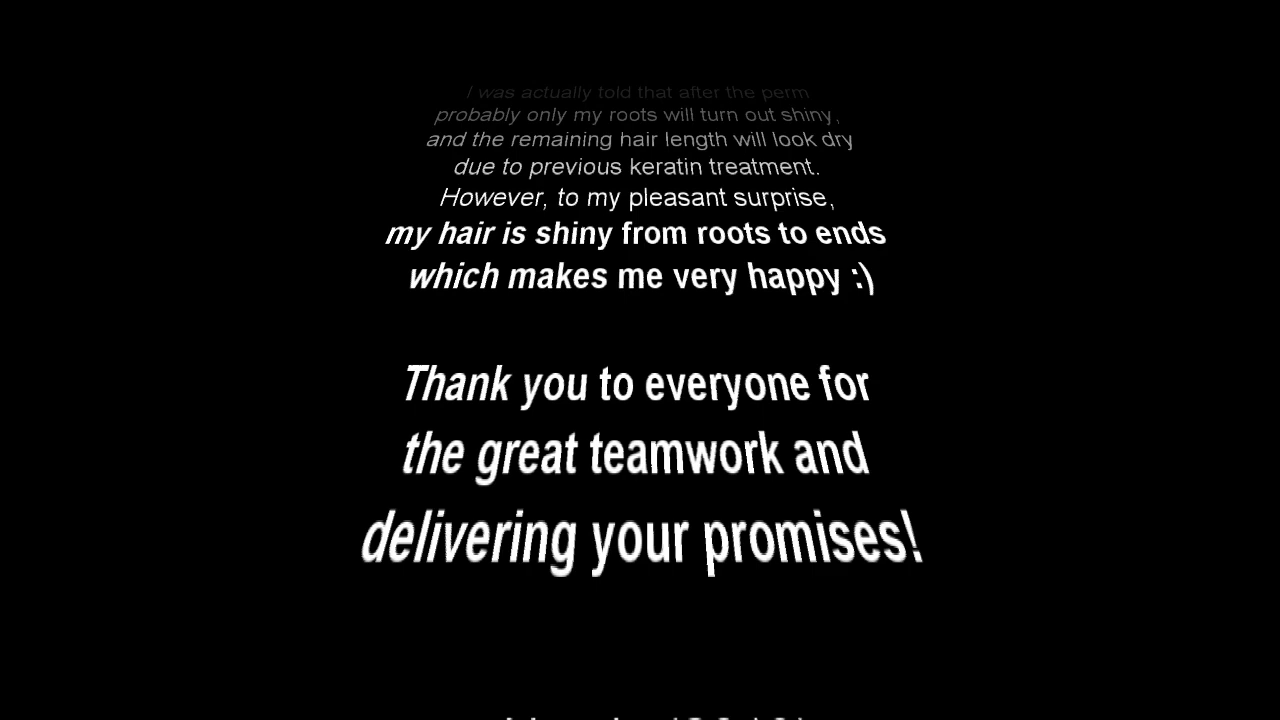 I was actually told that after the perm
probably only my roots will turn out shiny,
and the remaining hair length will look dry
due to previous keratin treatment.
However, to my pleasant surprise,
my hair is shiny from roots to ends
which makes me very happy :)
Thank you to everyone for
the great teamwork and
delivering your promises!